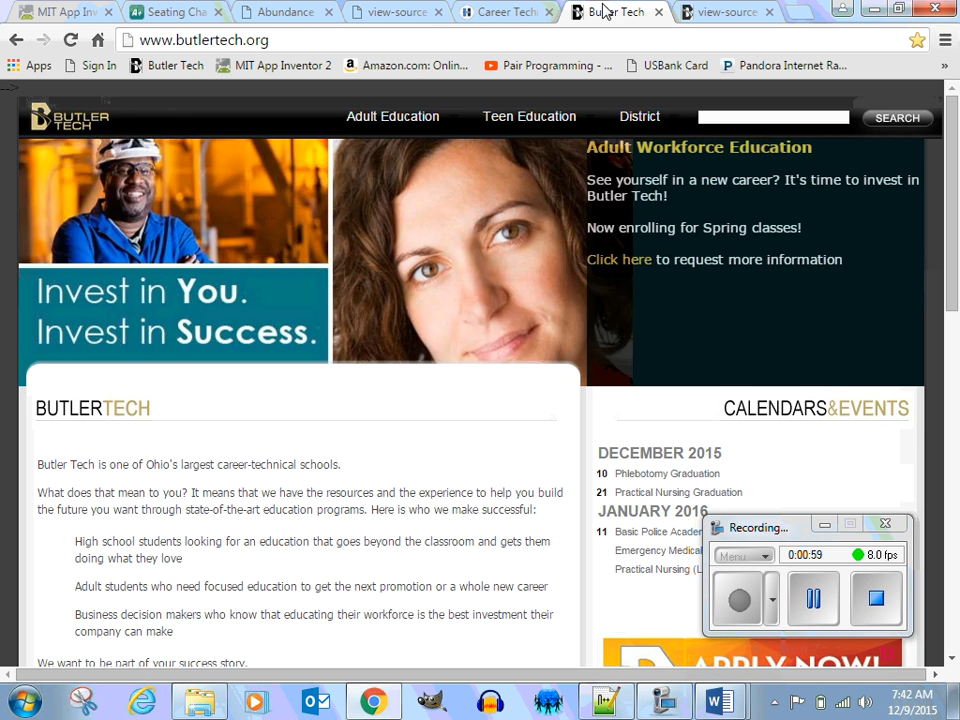 MIT App Inv
Seating Cha
Abundance
view-source
Career Tech
Butler Tech
view-source
www.butlertech.org
Apps
Sign In
Butler Tech
MIT App Inventor 2
Amazon.com: Onlin...
Pair Programming - ...
USBank Card
Pandora Internet Ra...
»
-->
BUTLER
TECH
Adult Education
Teen Education
District
SEARCH
Adult Workforce Education
See yourself in a new career? It's time to invest in
Butler Tech!
Now enrolling for Spring classes!
Click here to request more information
Invest in You.
Invest in Success.
BUTLERTECH
CALENDARS&EVENTS
Butler Tech is one of Ohio's largest career-technical schools.
What does that mean to you? It means that we have the resources and the experience to help you build
the future you want through state-of-the-art education programs. Here is who we make successful:
High school students looking for an education that goes beyond the classroom and gets them
doing what they love
Adult students who need focused education to get the next promotion or a whole new career
Business decision makers who know that educating their workforce is the best investment their
company can make
We want to be part of your success story.
DECEMBER 2015
10 Phlebotomy Graduation
21 Practical Nursing Graduation
JANUARY 2016
11 Basic Police Acade
Emergency Medical
Practical Nursing (L
Recording...
Menu
0:00:59
8.0 fps
APPLY NOW!
7:42 AM
12/9/2015